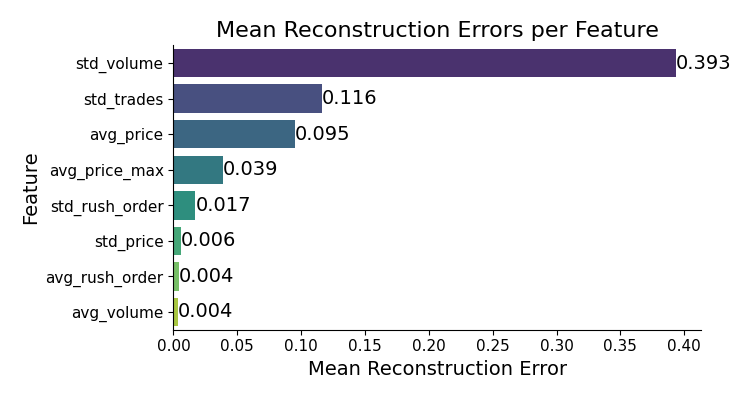 Mean Reconstruction Errors per Feature
std_volume 0.393
std_trades 0.116
avg_price 0.095
avg_price_max 0.039
std_rush_order 0.017
std_price 0.006
avg_rush_order 0.004
avg_volume 0.004
Feature
0.00 0.05 0.10 0.15 0.20 0.25 0.30 0.35 0.40
Mean Reconstruction Error